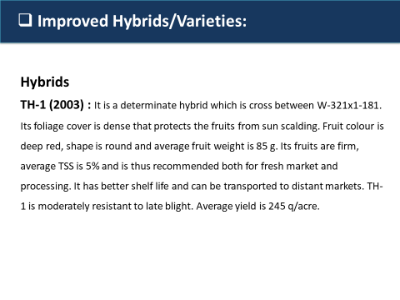 ❑ Improved Hybrids/Varieties:
Hybrids
TH-1 (2003) : It is a determinate hybrid which is cross between W-321x1-181.
Its foliage cover is dense that protects the fruits from sun scalding. Fruit colour is
deep red, shape is round and average fruit weight is 85 g. Its fruits are firm,
average TSS is 5% and is thus recommended both for fresh market and
processing. It has better shelf life and can be transported to distant markets. TH-
1 is moderately resistant to late blight. Average yield is 245 q/acre.